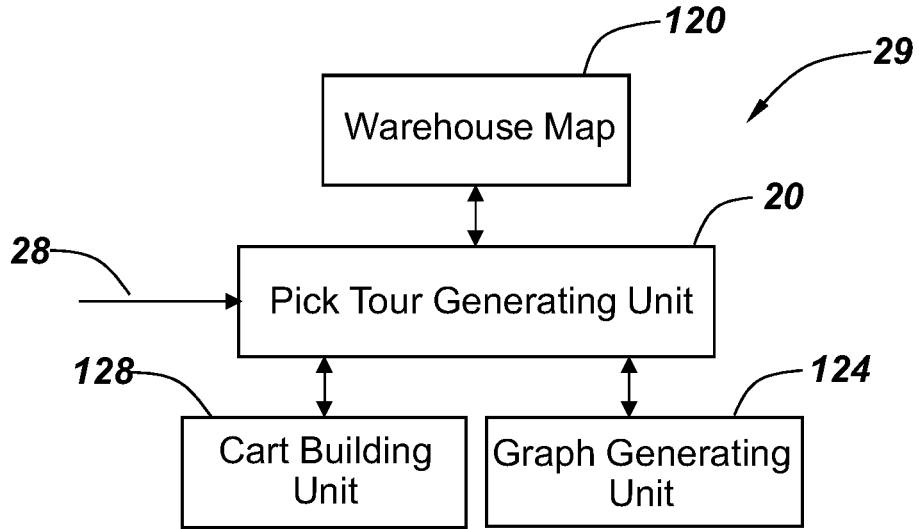 120
29
Warehouse Map
20
28
Pick Tour Generating Unit
128
124
Cart Building
Unit
Graph Generating
Unit